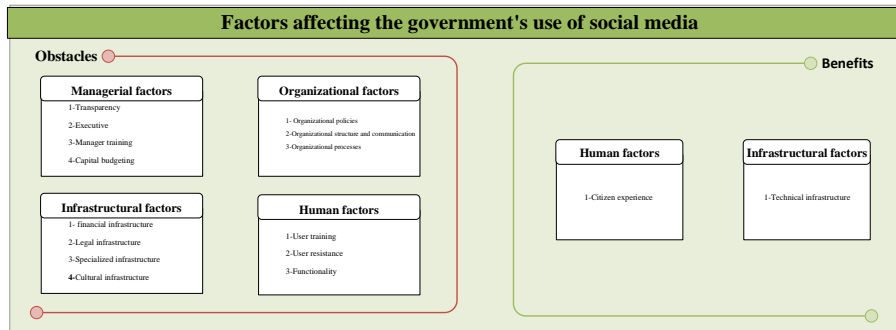 Factors affecting the government's use of social media
Obstacles
Managerial factors
1-Transparency
2-Executive
3-Manager training
4-Capital budgeting
Organizational factors
1- Organizational policies
2-Organizational structure and communication
3-Organizational processes
Infrastructural factors
1- financial infrastructure
2-Legal infrastructure
3-Specialized infrastructure
4-Cultural infrastructure
Human factors
1-User training
2-User resistance
3-Functionality
Benefits
Human factors
1-Citizen experience
Infrastructural factors
1-Technical infrastructure